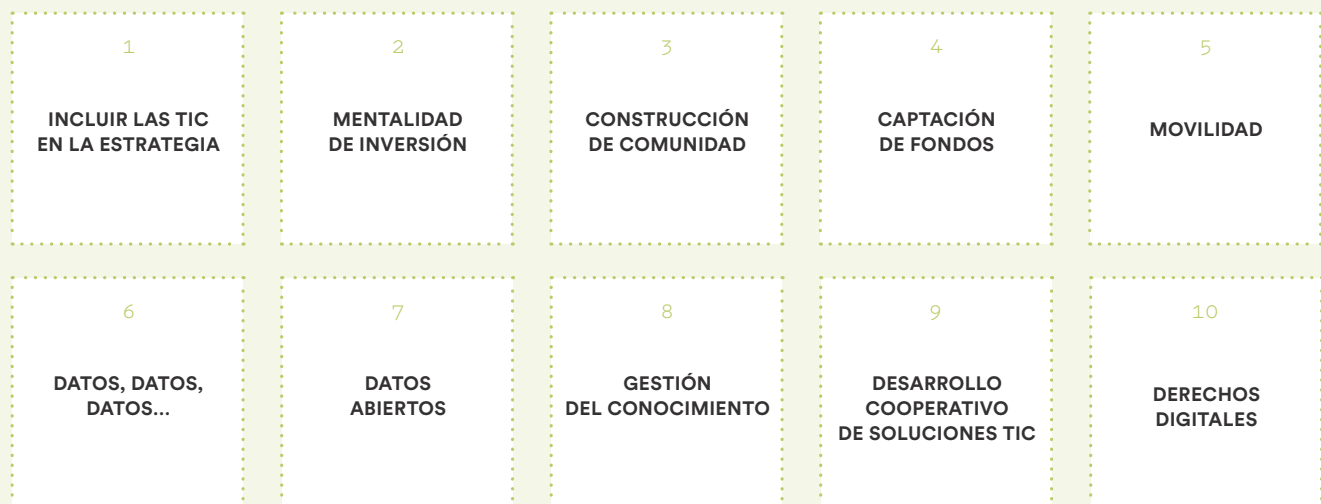 1
INCLUIR LAS TIC
EN LA ESTRATEGIA
2
MENTALIDAD
DE INVERSIÓN
3
CONSTRUCCIÓN
DE COMUNIDAD
4
CAPTACIÓN
DE FONDOS
5
MOVILIDAD
6
DATOS, DATOS,
DATOS...
7
DATOS
ABIERTOS
8
GESTIÓN
DEL CONOCIMIENTO
9
DESARROLLO
COOPERATIVO
DE SOLUCIONES TIC
10
DERECHOS
DIGITALES